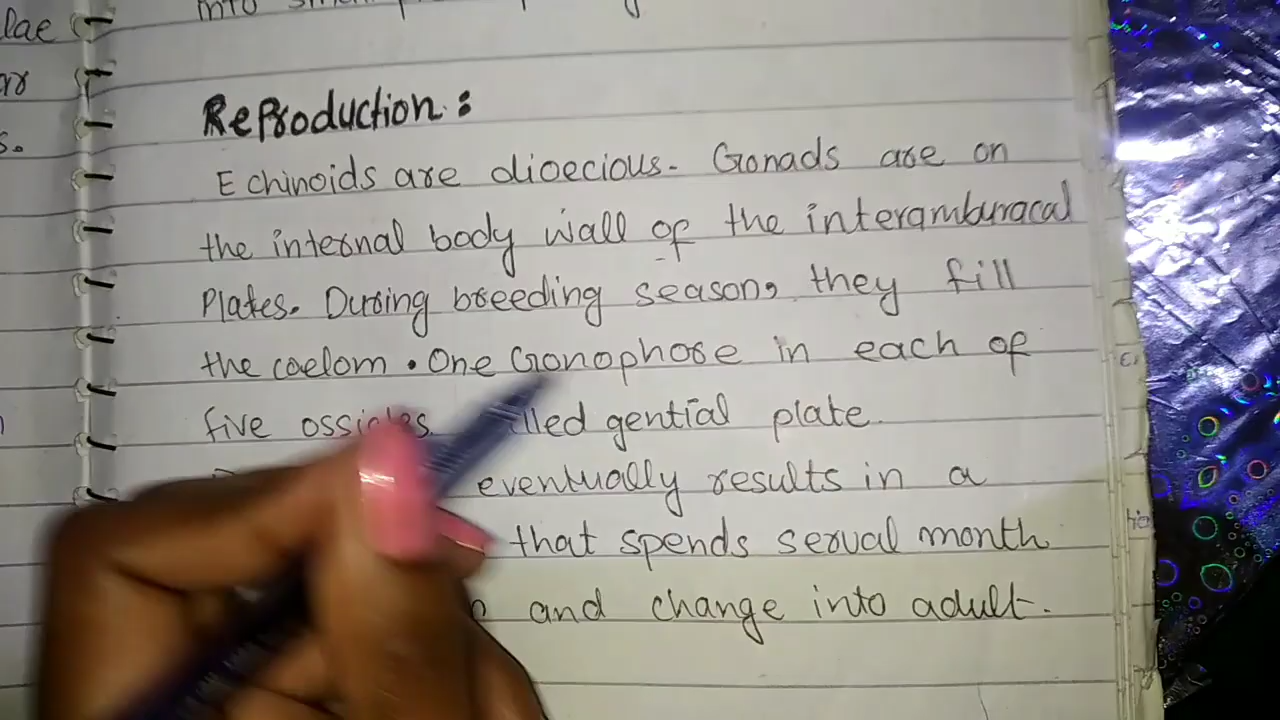 lae
into
s.
Reproduction:
Echinoids are dioecious. Gonads are on
the internal body wall of the interamburacal
Plates. During breeding season, they fill
the coelom. One Gonophore in each of
five ossicles gential plate.
eventually results in a
that spends serval month
and change into adult.